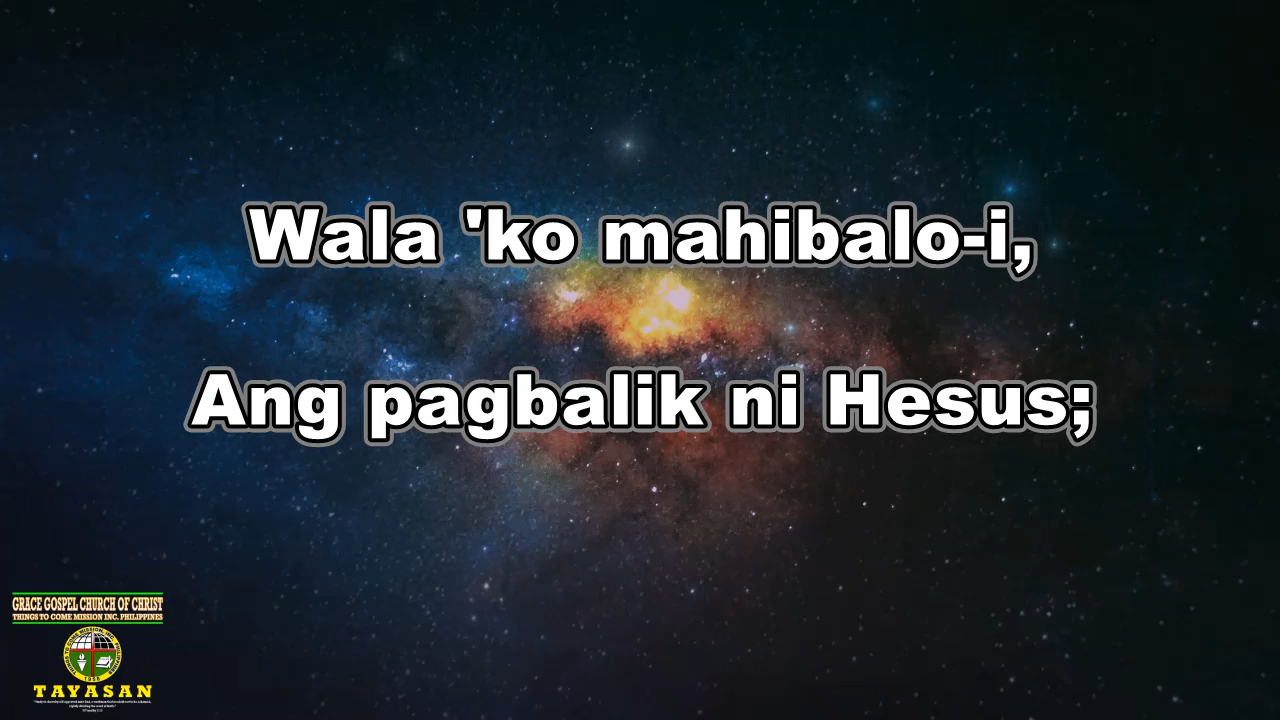 Wala 'ko mahibalo-i,
Ang pagbalik ni Hesus;
GRACE GOSPEL CHURCH OF CHRIST
THINGS TO COME MISSION INC. PHILIPPINES
TAYASAN